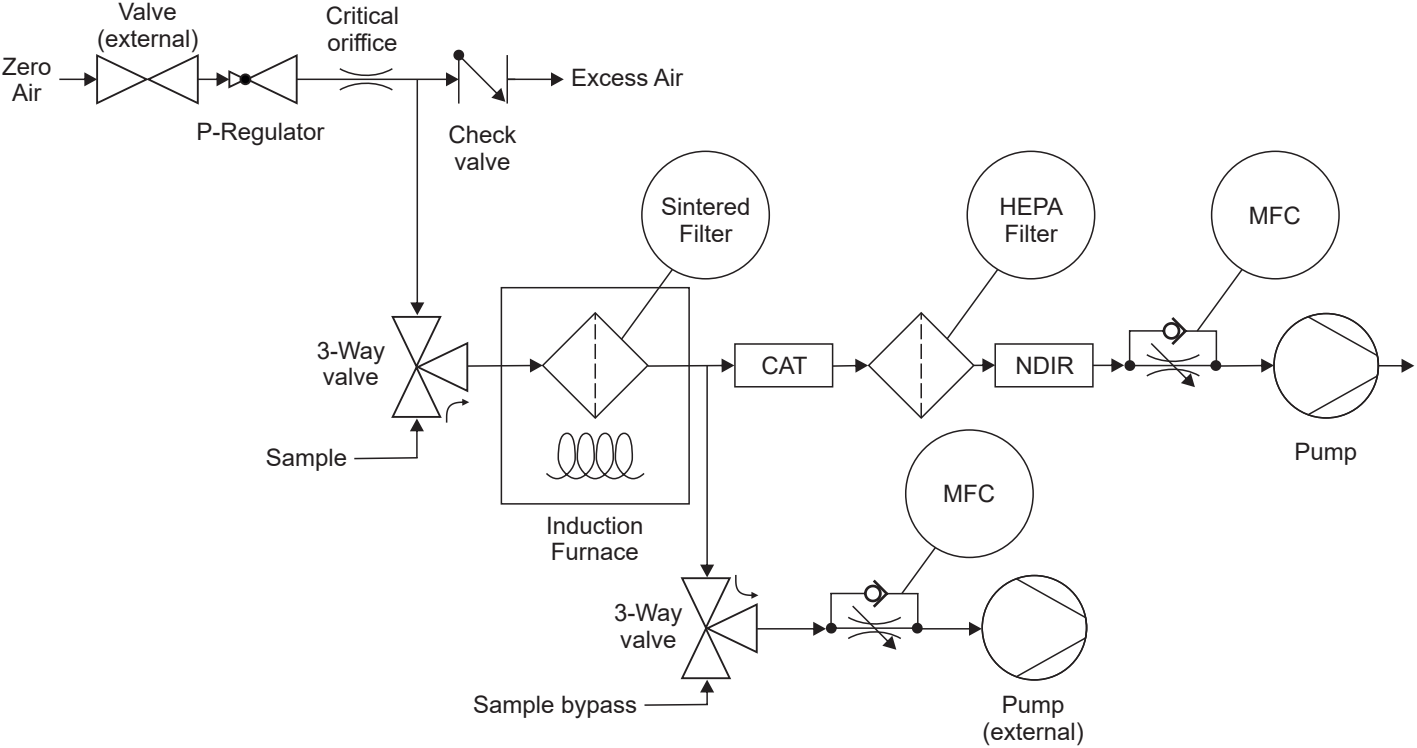 Valve
(external)
Critical
oriffice
Zero
Air
Excess Air
P-Regulator
Check
valve
Sintered
Filter
HEPA
Filter
MFC
3-Way
valve
CAT
NDIR
Sample
Pump
MFC
Induction
Furnace
3-Way
valve
Sample bypass
Pump
(external)